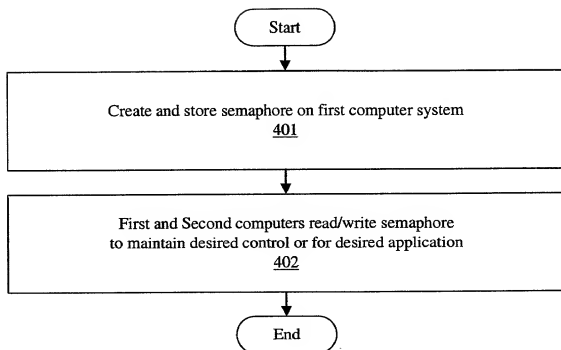 Start
Create and store semaphore on first computer system
401
First and Second computers read/write semaphore
to maintain desired control or for desired application
402
End